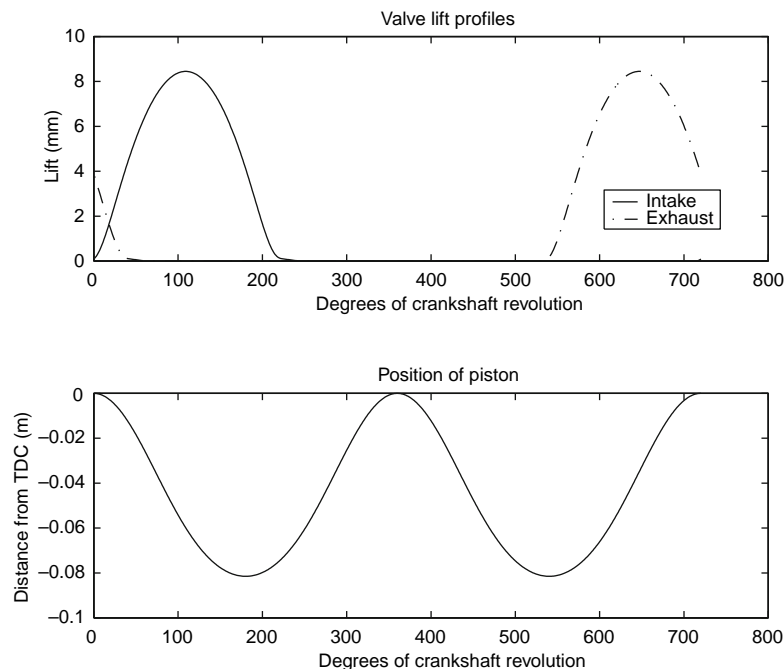 Valve lift profiles
10
8
6
4
2
0
Lift (mm)
Intake
Exhaust
0 100 200 300 400 500 600 700 800
Degrees of crankshaft revolution
Position of piston
0
–0.02
–0.04
–0.06
–0.08
–0.1
Distance from TDC (m)
0 100 200 300 400 500 600 700 800
Degrees of crankshaft revolution